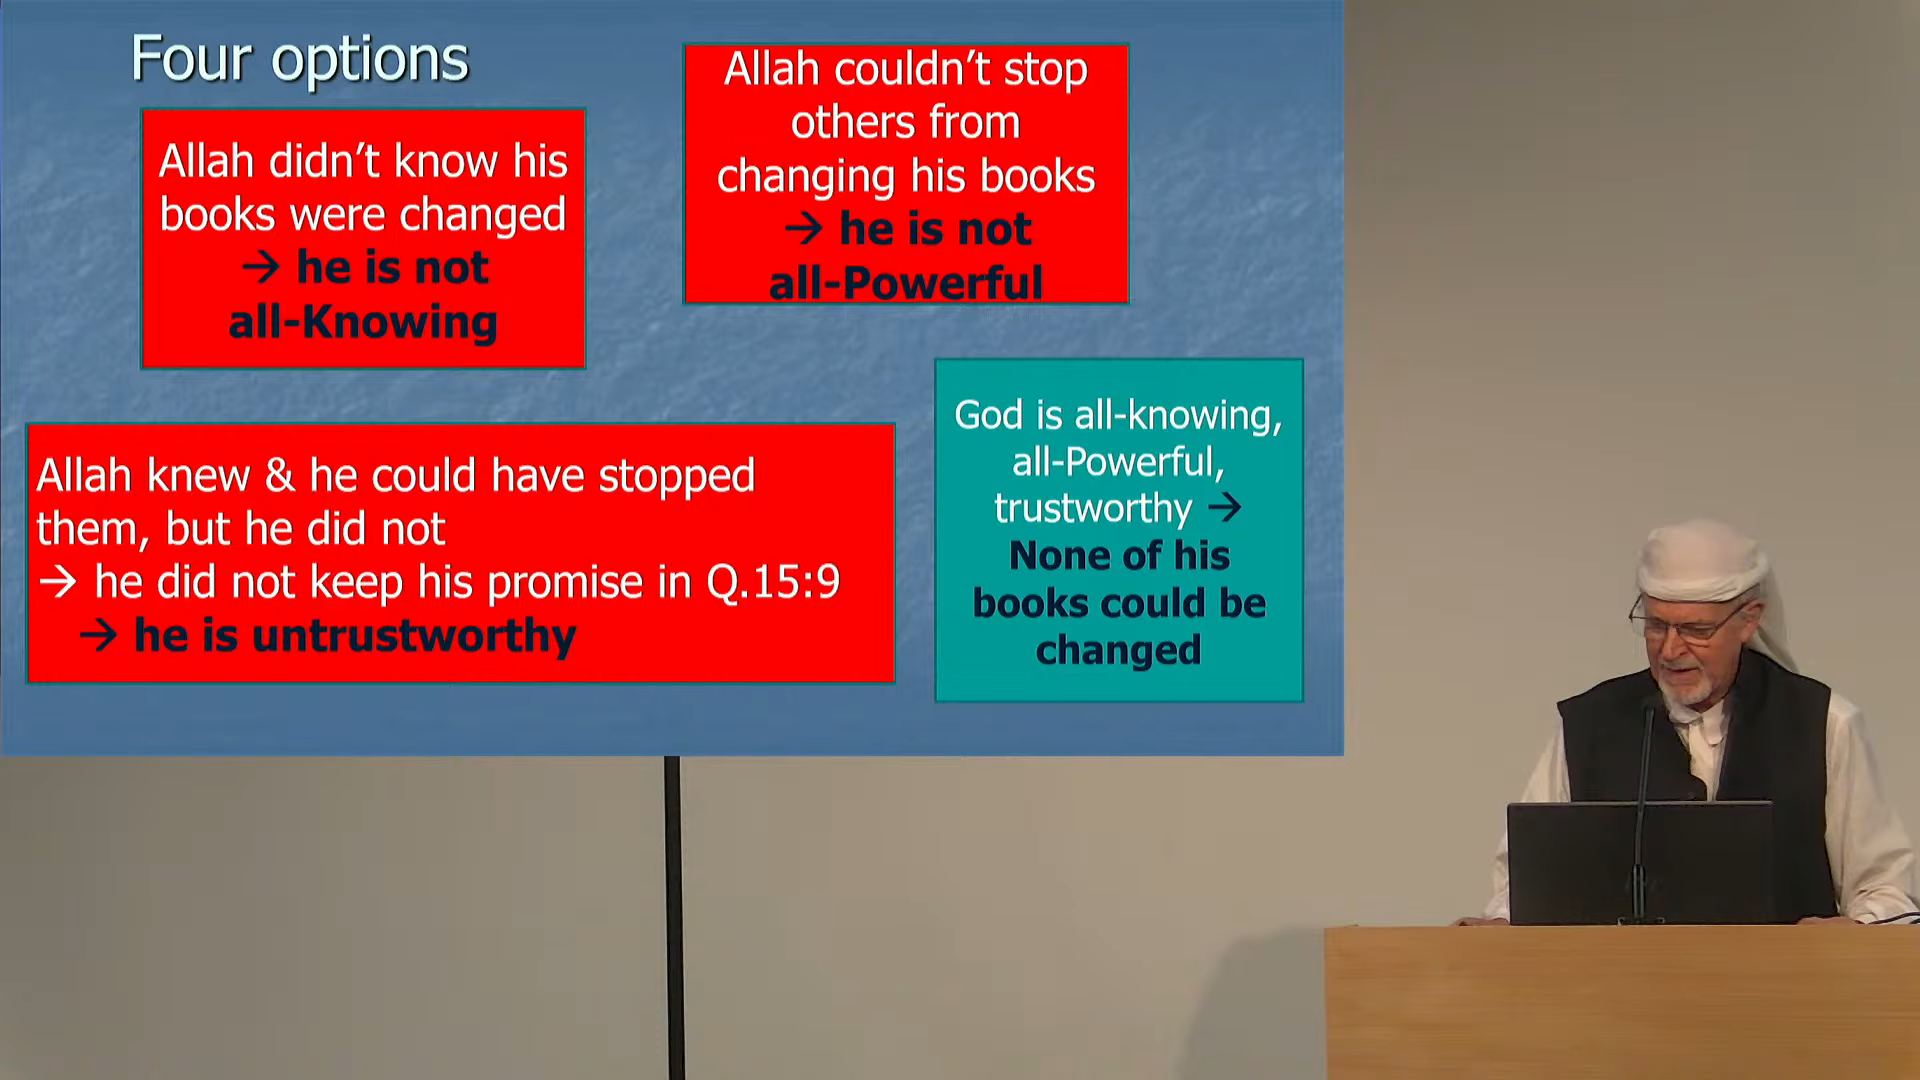 Four options
Allah didn’t know his
books were changed
→ he is not
all-Knowing
Allah couldn’t stop
others from
changing his books
→ he is not
all-Powerful
Allah knew & he could have stopped
them, but he did not
→ he did not keep his promise in Q.15:9
→ he is untrustworthy
God is all-knowing,
all-Powerful,
trustworthy →
None of his
books could be
changed